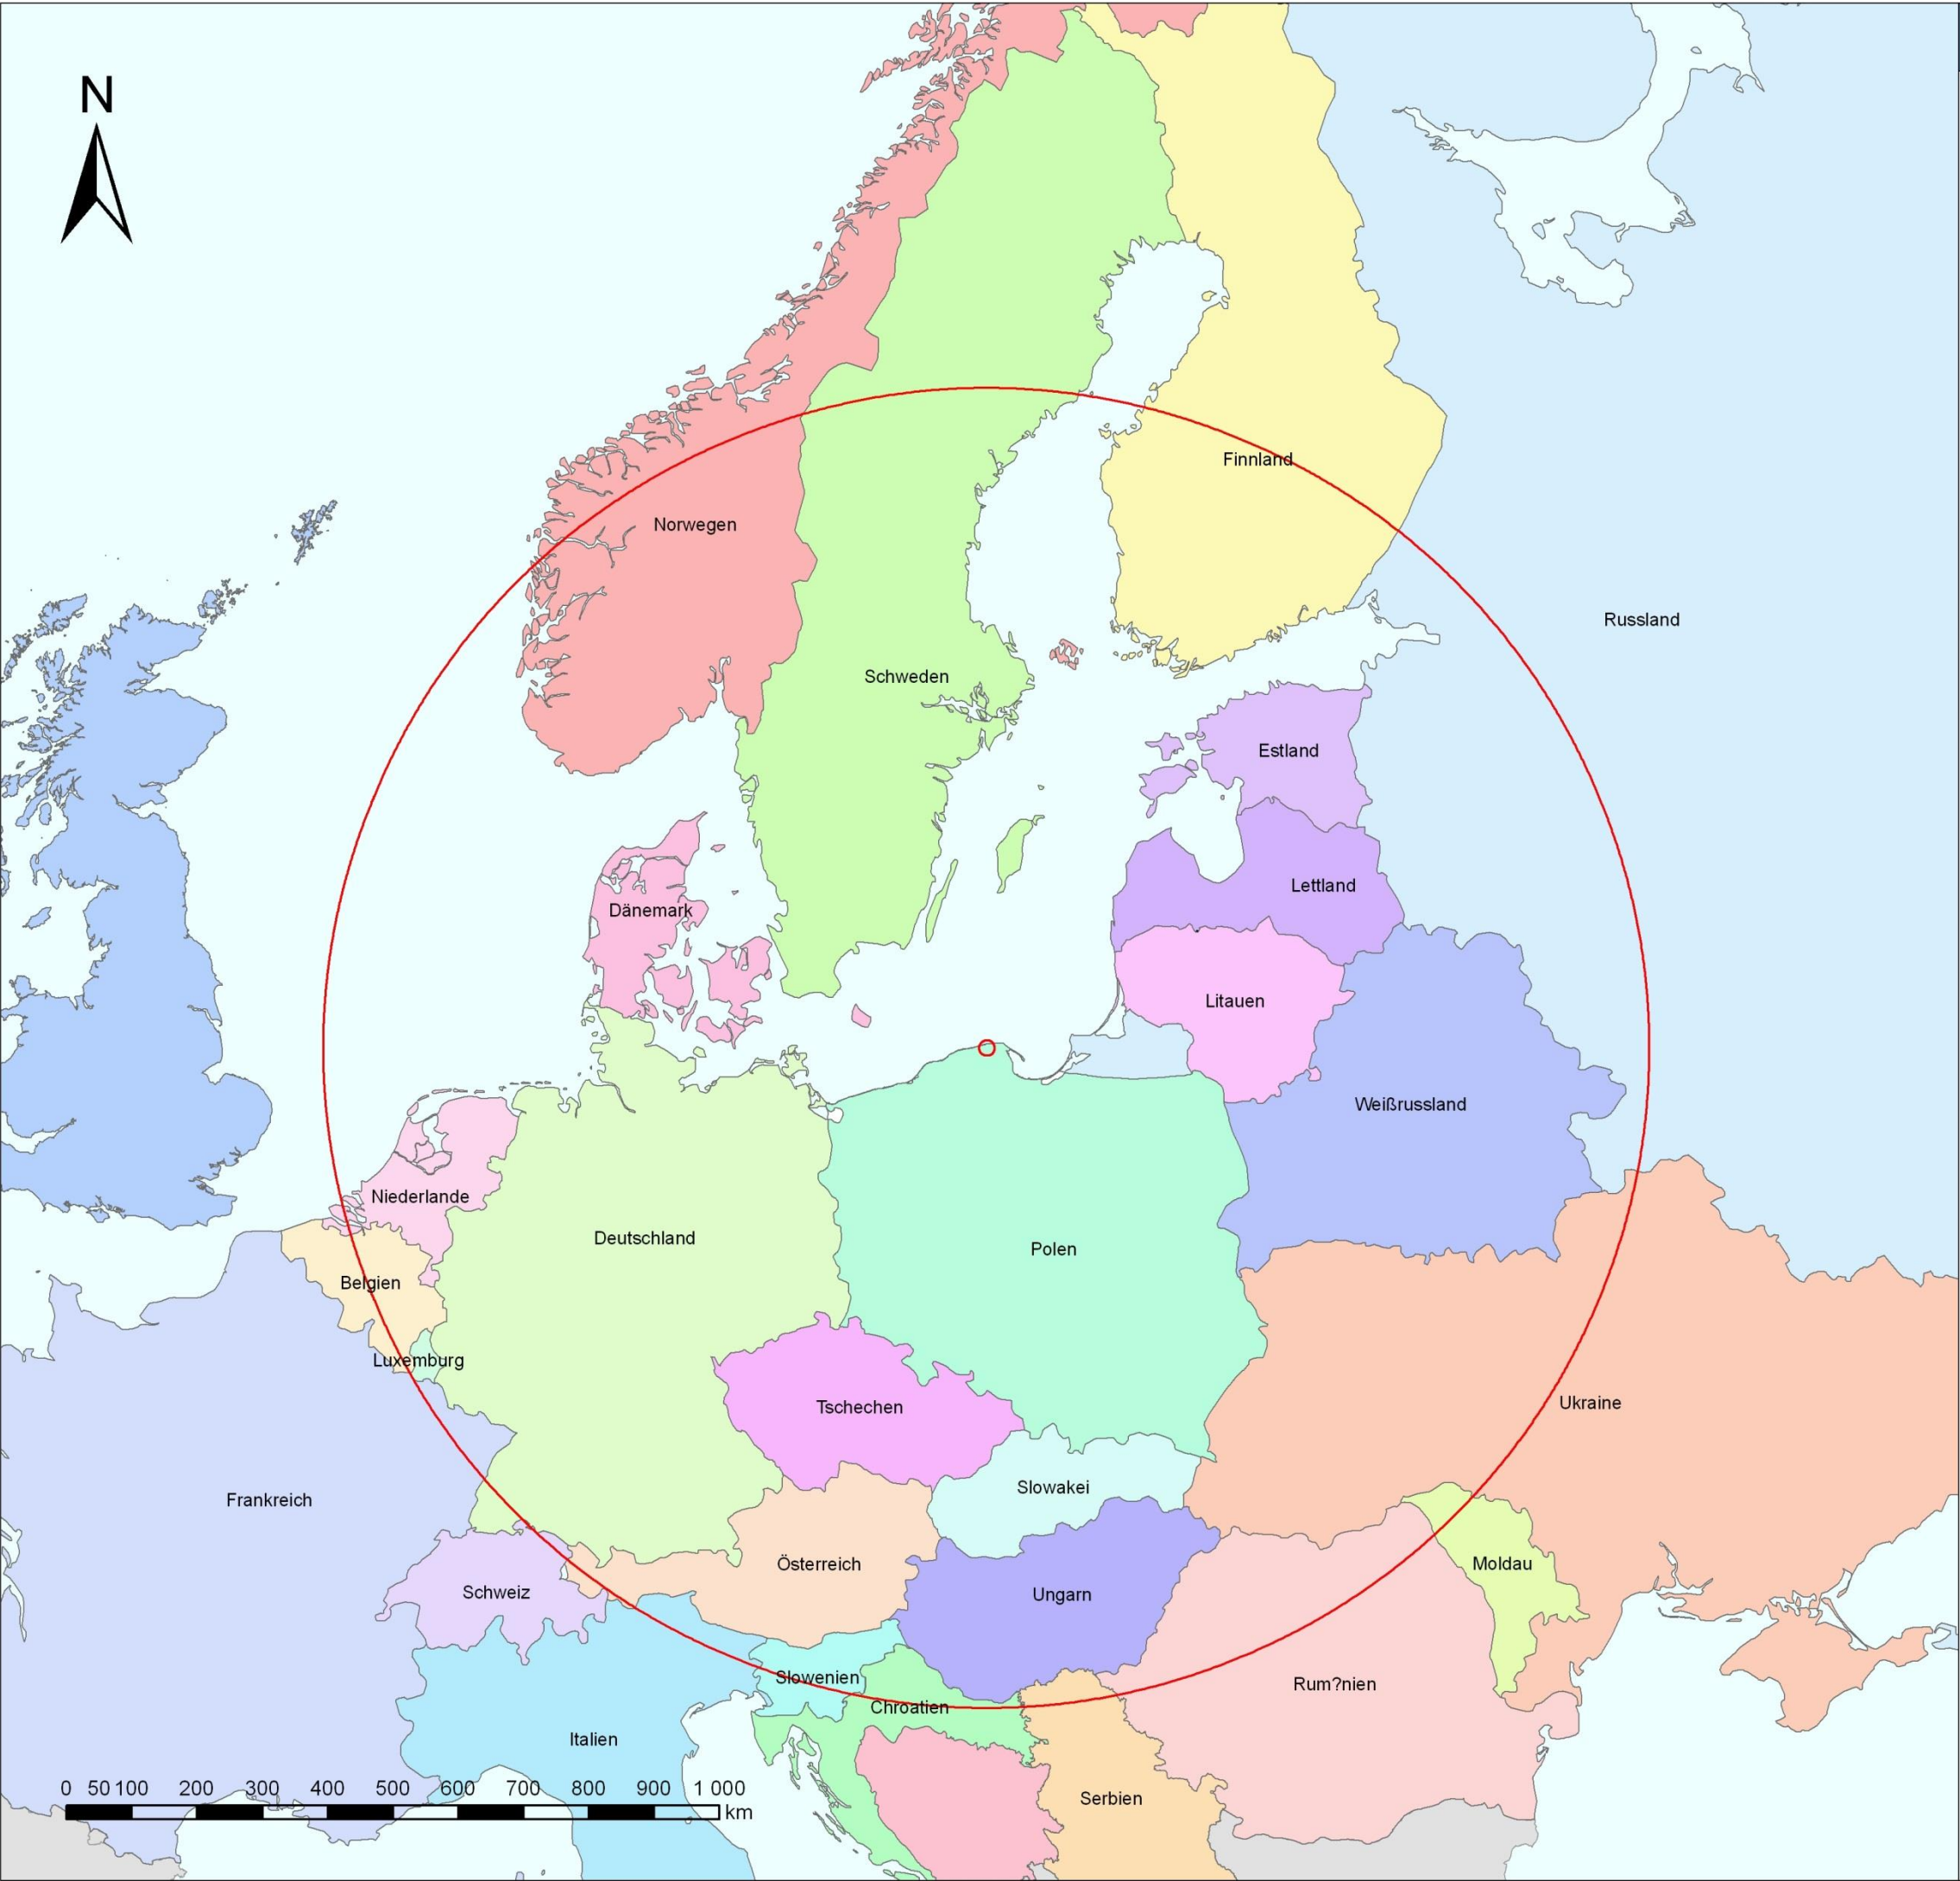 N
Finnland
Norwegen
Russland
Schweden
Estland
Lettland
Dänemark
Litauen
Weißrussland
Niederlande
Deutschland
Polen
Belgien
Luxemburg
Ukraine
Tschechen
Slowakei
Frankreich
Österreich
Moldau
Schweiz
Ungarn
Slowenien
Rum?nien
Chroatien
Italien
Serbien
0 50 100 200 300 400 500 600 700 800 900 1 000
km